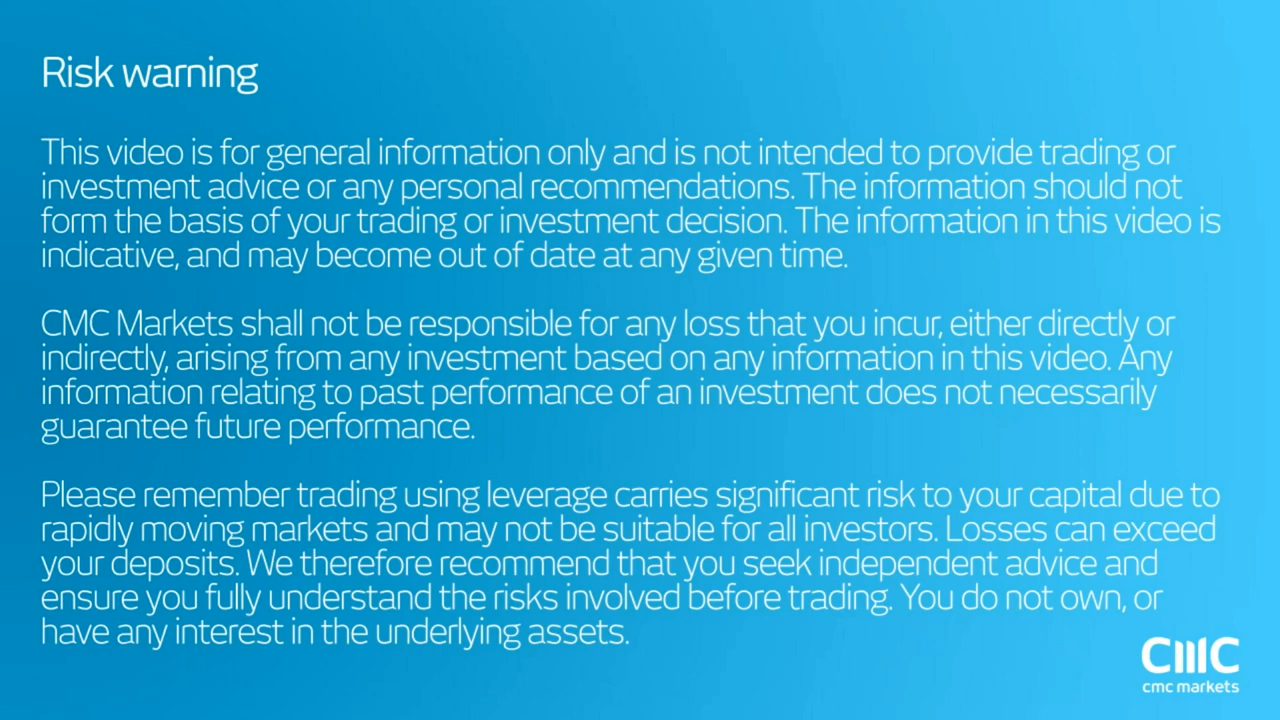 Risk warning
This video is for general information only and is not intended to provide trading or
investment advice or any personal recommendations. The information should not
form the basis of your trading or investment decision. The information in this video is
indicative, and may become out of date at any given time.
CMC Markets shall not be responsible for any loss that you incur, either directly or
indirectly, arising from any investment based on any information in this video. Any
information relating to past performance of an investment does not necessarily
guarantee future performance.
Please remember trading using leverage carries significant risk to your capital due to
rapidly moving markets and may not be suitable for all investors. Losses can exceed
your deposits. We therefore recommend that you seek independent advice and
ensure you fully understand the risks involved before trading. You do not own, or
have any interest in the underlying assets.
CMC
cmc markets